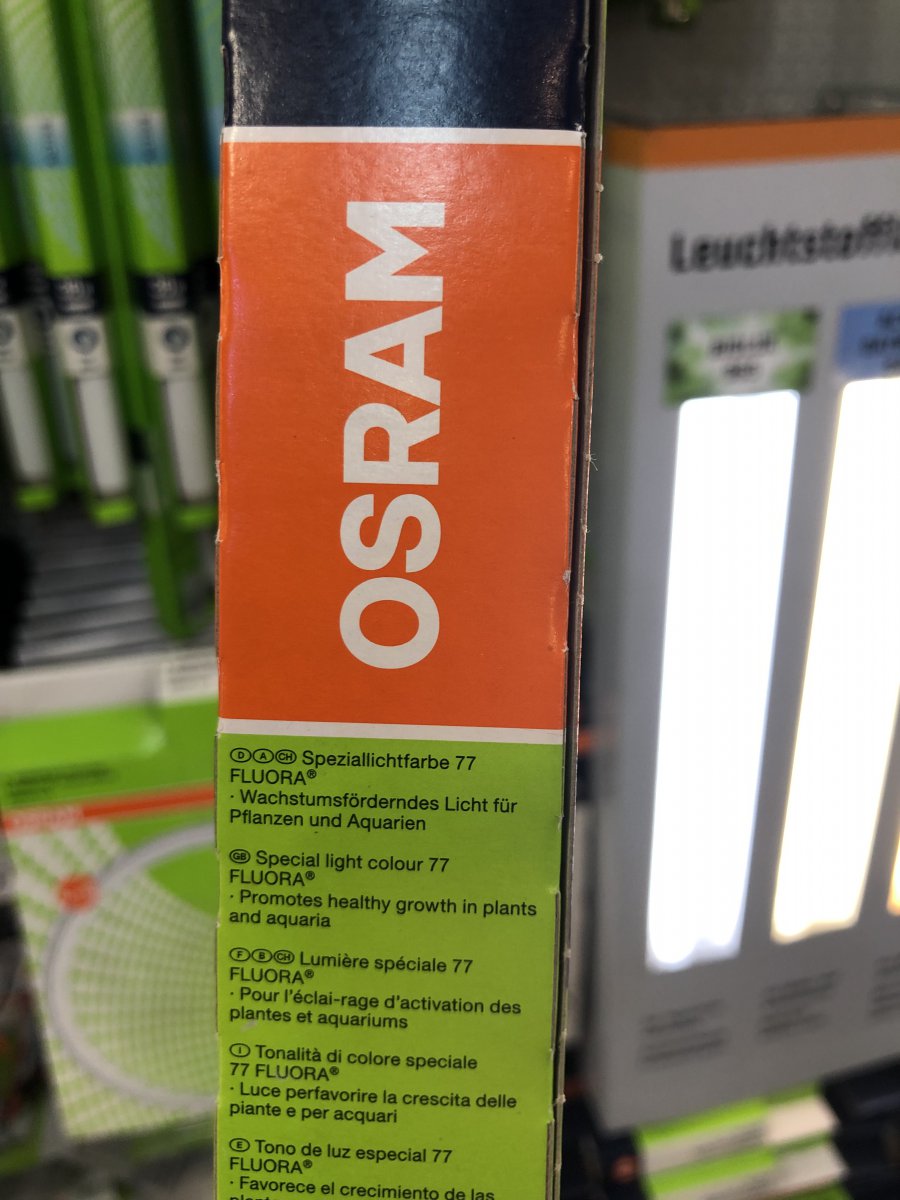 OSRAM
D A CH Speziallichtfarbe 77
FLUORA®
· Wachstumsförderndes Licht für
Pflanzen und Aquarien
GB Special light colour 77
FLUORA®
· Promotes healthy growth in plants
and aquaria
F B CH Lumière spéciale 77
FLUORA®
· Pour l'éclai-rage d'activation des
plantes et aquariums
I Tonalità di colore speciale
77 FLUORA®
· Luce perfavorire la crescita delle
piante e per acquari
E Tono de luz especial 77
FLUORA®
· Favorece el crecimiento de las